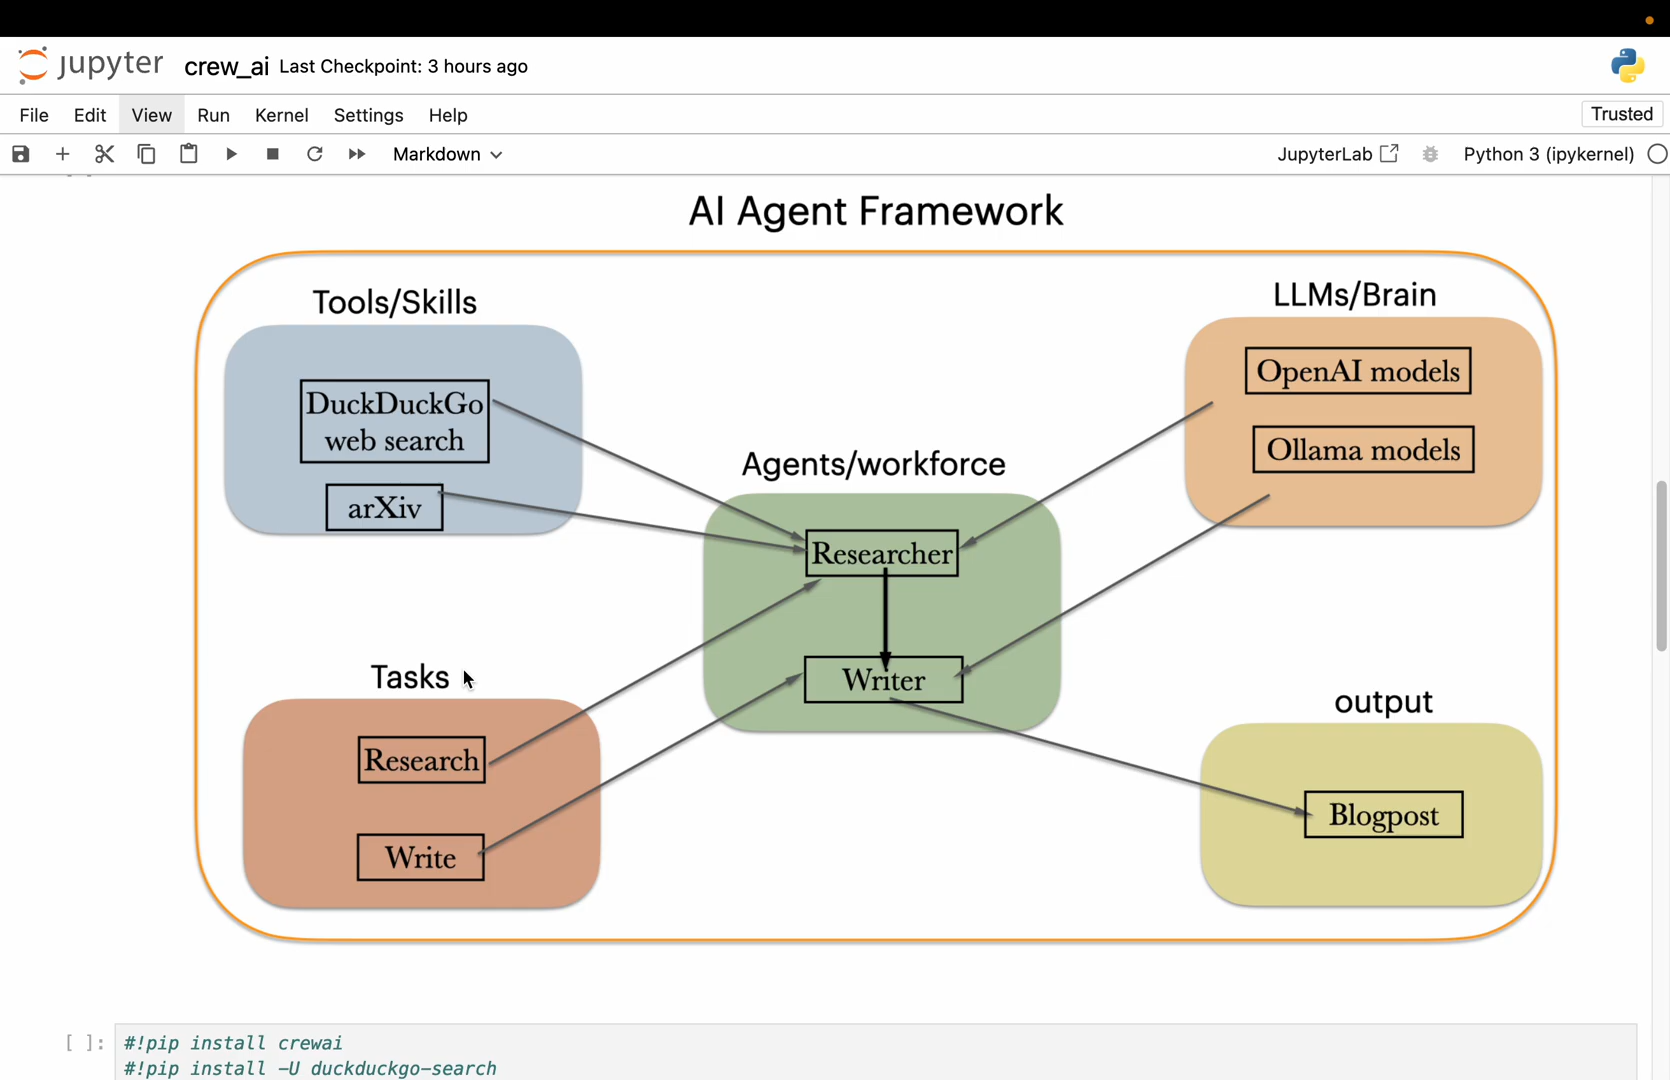 jupyter crew_ai Last Checkpoint: 3 hours ago
File Edit View Run Kernel Settings Help Trusted
Markdown JupyterLab Python 3 (ipykernel)
AI Agent Framework
Tools/Skills
DuckDuckGo
web search
arXiv
LLMs/Brain
OpenAI models
Ollama models
Agents/workforce
Researcher
Writer
Tasks
Research
Write
output
Blogpost
[ ]: #!pip install crewai
#!pip install -U duckduckgo-search